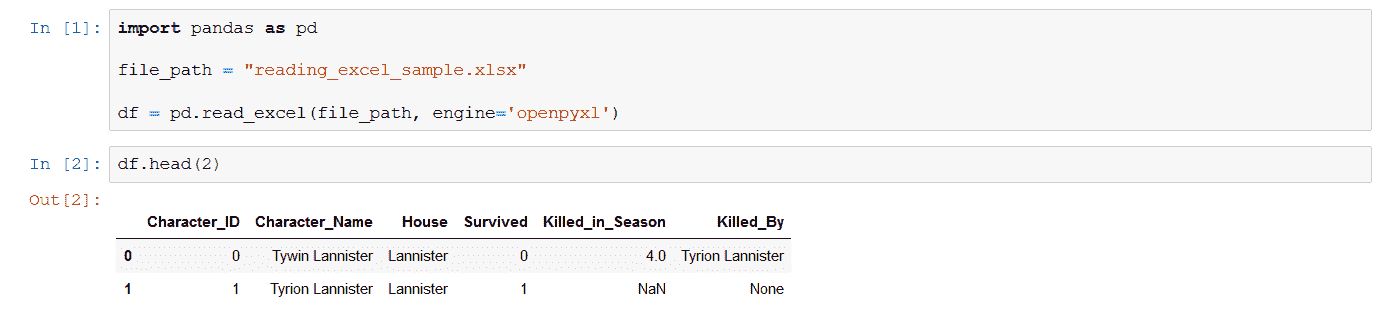 In [1]: import pandas as pd
file_path = "reading_excel_sample.xlsx"
df = pd.read_excel(file_path, engine='openpyxl')
In [2]: df.head(2)
Out[2]:
Character_ID Character_Name House Survived Killed_in_Season Killed_By
0 0 Tywin Lannister Lannister 0 4.0 Tyrion Lannister
1 1 Tyrion Lannister Lannister 1 NaN None